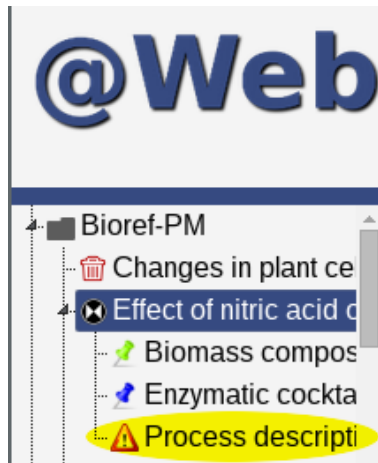 @Web
Bioref-PM
Changes in plant ce
Effect of nitric acid c
Biomass compos
Enzymatic cockta
Process descripti